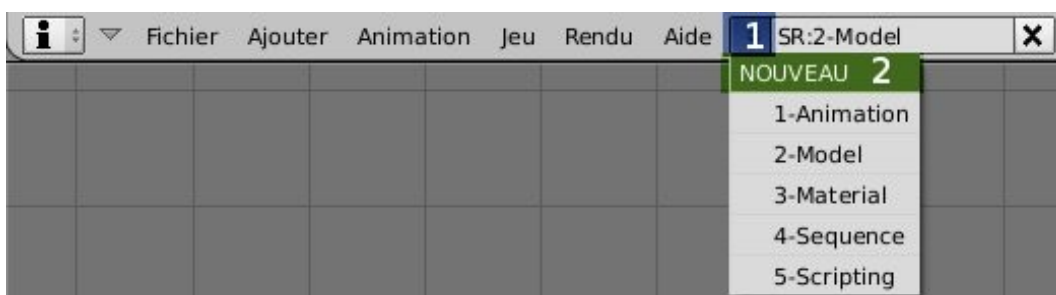 Fichier Ajouter Animation Jeu Rendu Aide 1 SR:2-Model
NOUVEAU 2
1-Animation
2-Model
3-Material
4-Sequence
5-Scripting